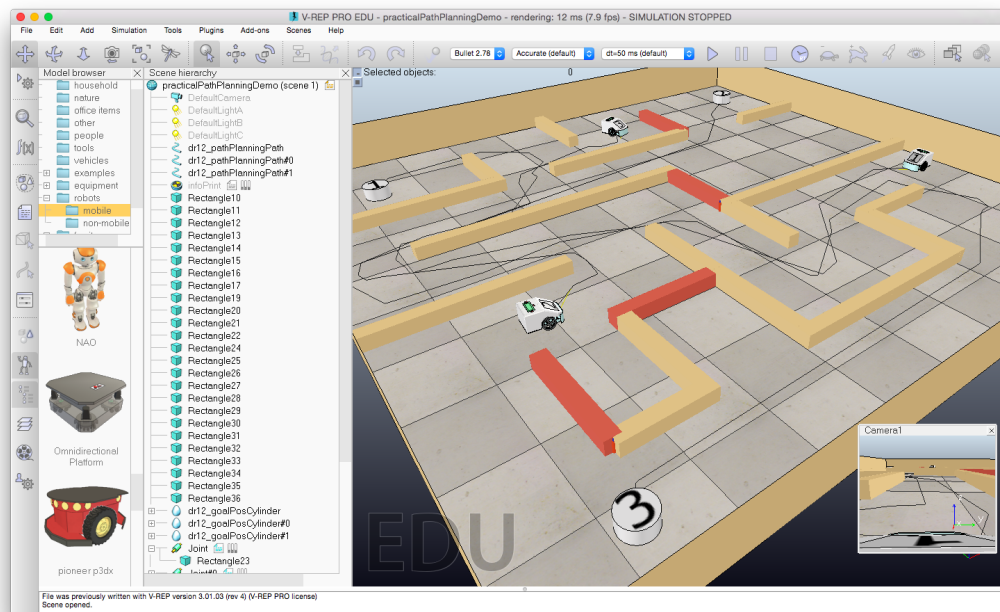 V-REP PRO EDU - practicalPathPlanningDemo - rendering: 12 ms (7.9 fps) - SIMULATION STOPPED
File Edit Add Simulation Tools Plugins Add-ons Scenes Help
Bullet 2.78 Accurate (default) dt=50 ms (default)
Model browser
household
nature
office items
other
people
tools
vehicles
examples
equipment
robots
mobile
non-mobile
NAO
Omnidirectional
Platform
pioneer p3dx
Scene hierarchy
practicalPathPlanningDemo (scene 1)
DefaultCamera
DefaultLightA
DefaultLightB
DefaultLightC
dr12_pathPlanningPath
dr12_pathPlanningPath#0
dr12_pathPlanningPath#1
infoPrint
Rectangle10
Rectangle11
Rectangle12
Rectangle13
Rectangle14
Rectangle15
Rectangle16
Rectangle17
Rectangle19
Rectangle20
Rectangle21
Rectangle22
Rectangle24
Rectangle25
Rectangle26
Rectangle27
Rectangle28
Rectangle29
Rectangle30
Rectangle31
Rectangle32
Rectangle33
Rectangle34
Rectangle35
Rectangle36
dr12_goalPosCylinder
dr12_goalPosCylinder#0
dr12_goalPosCylinder#1
Joint
Rectangle23
Selected objects: 0
3
EDU
Camera1
File was previously written with V-REP version 3.01.03 (rev 4) (V-REP PRO license)
Scene opened.